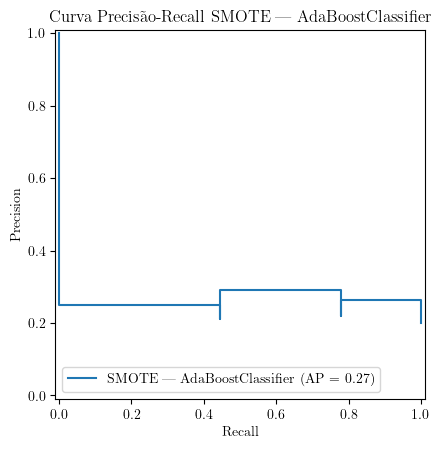 Curva Precisão-Recall SMOTE — AdaBoostClassifier
1.0
0.8
0.6
0.4
0.2
0.0
Precision
SMOTE — AdaBoostClassifier (AP = 0.27)
0.0 0.2 0.4 0.6 0.8 1.0
Recall